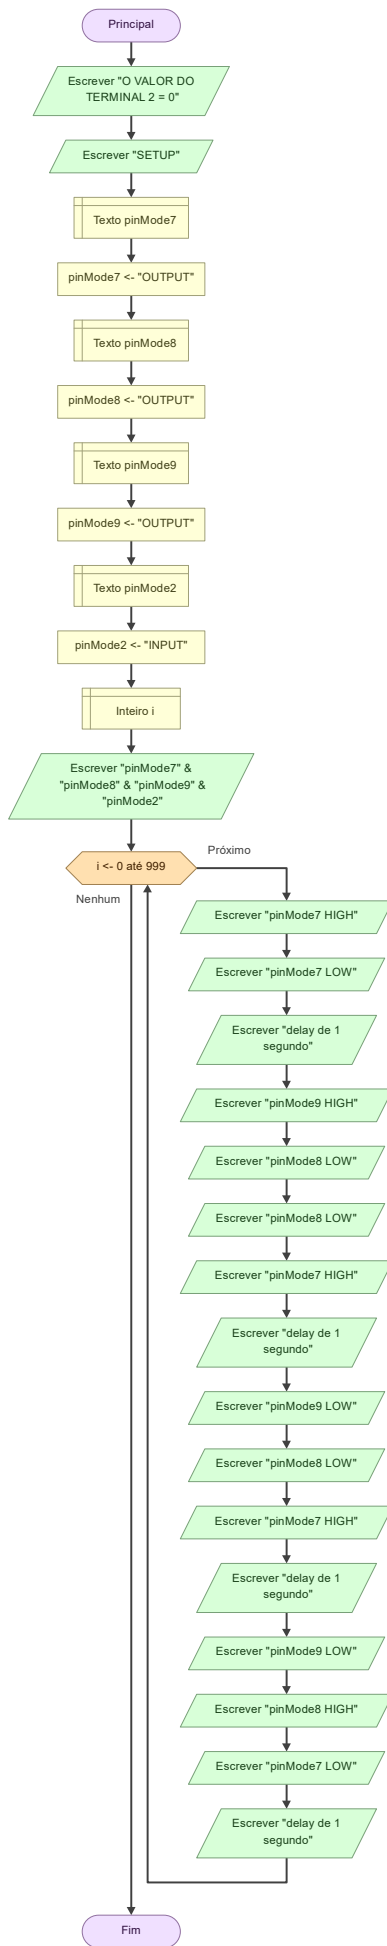 Principal
Escrever "O VALOR DO
TERMINAL 2 = 0"
Escrever "SETUP"
Texto pinMode7
pinMode7 <- "OUTPUT"
Texto pinMode8
pinMode8 <- "OUTPUT"
Texto pinMode9
pinMode9 <- "OUTPUT"
Texto pinMode2
pinMode2 <- "INPUT"
Inteiro i
Escrever "pinMode7" &
"pinMode8" & "pinMode9" &
"pinMode2"
i <- 0 até 999
Próximo
Nenhum
Escrever "pinMode7 HIGH"
Escrever "pinMode7 LOW"
Escrever "delay de 1
segundo"
Escrever "pinMode9 HIGH"
Escrever "pinMode8 LOW"
Escrever "pinMode8 LOW"
Escrever "pinMode7 HIGH"
Escrever "delay de 1
segundo"
Escrever "pinMode9 LOW"
Escrever "pinMode8 LOW"
Escrever "pinMode7 HIGH"
Escrever "delay de 1
segundo"
Escrever "pinMode9 LOW"
Escrever "pinMode8 HIGH"
Escrever "pinMode7 LOW"
Escrever "delay de 1
segundo"
Fim